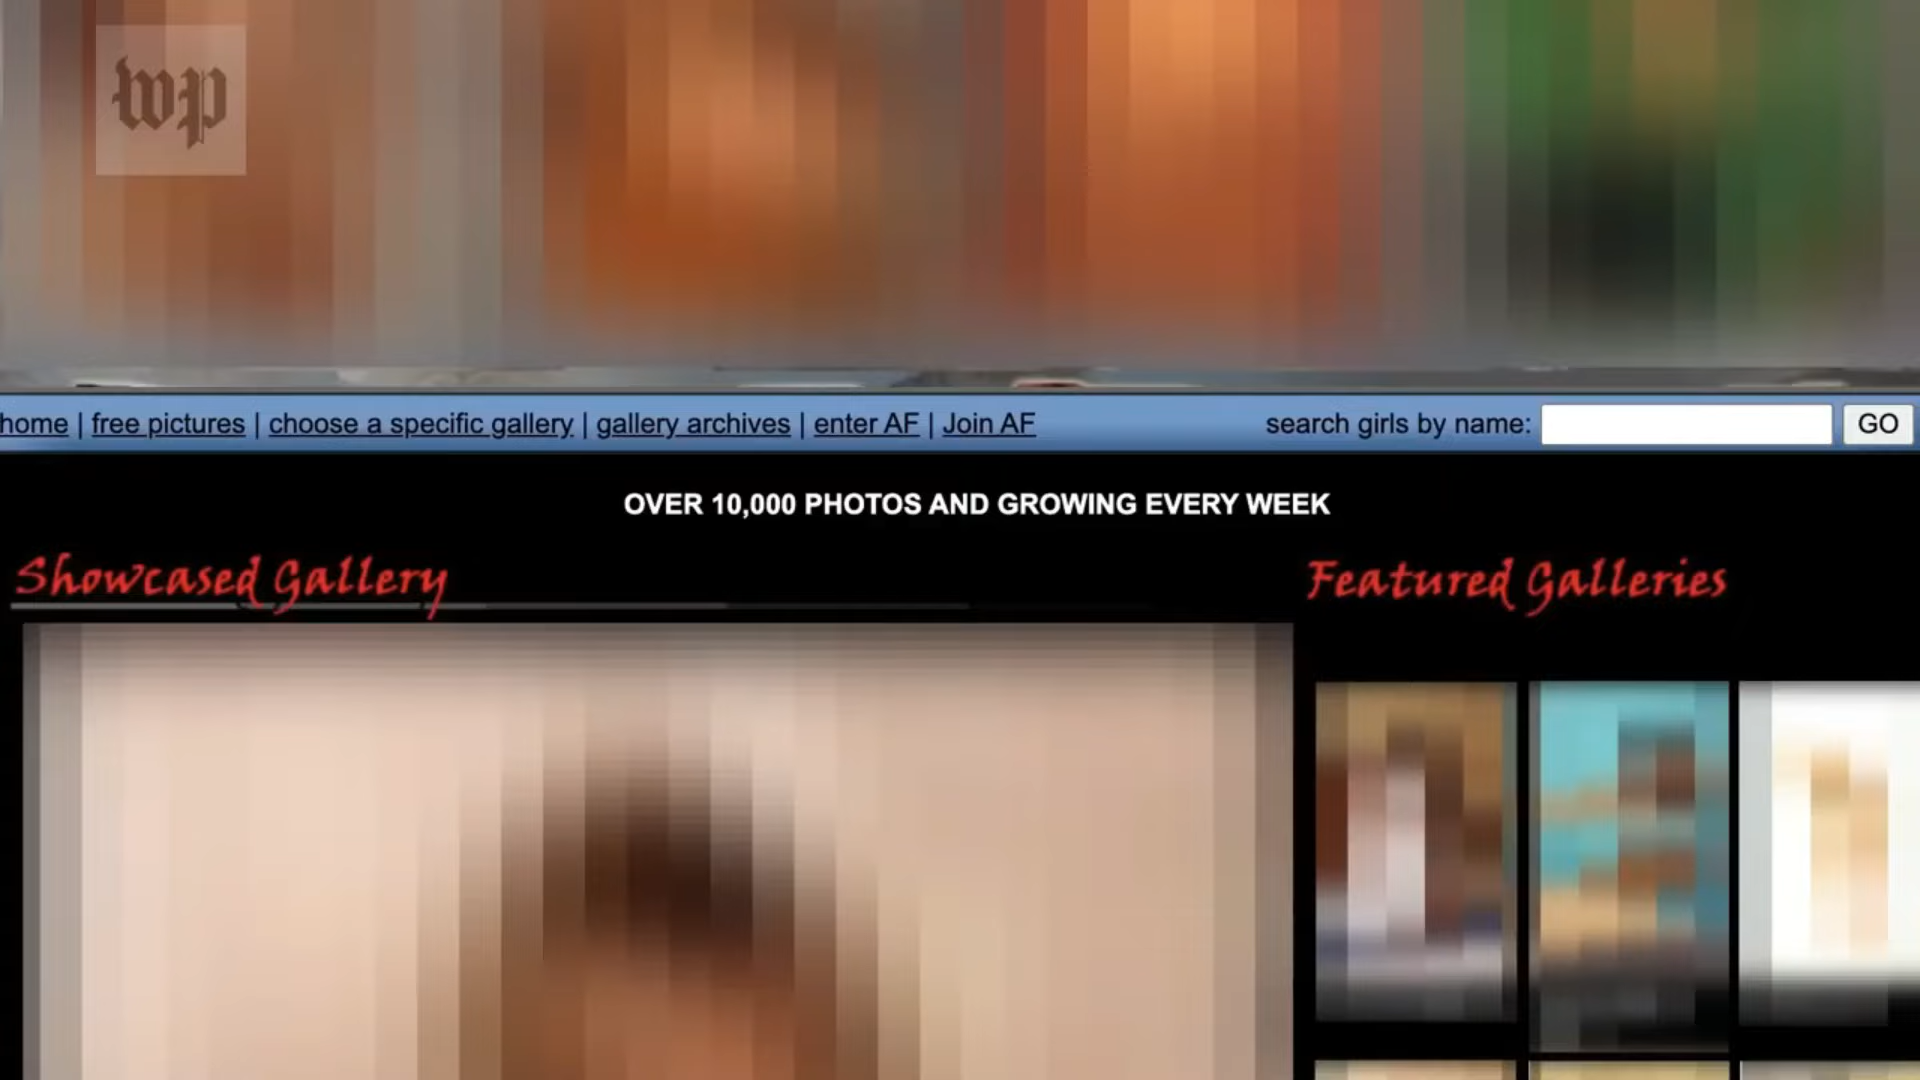 wp
home | free pictures | choose a specific gallery | gallery archives | enter AF | Join AF
search girls by name: GO
OVER 10,000 PHOTOS AND GROWING EVERY WEEK
Showcased Gallery
Featured Galleries